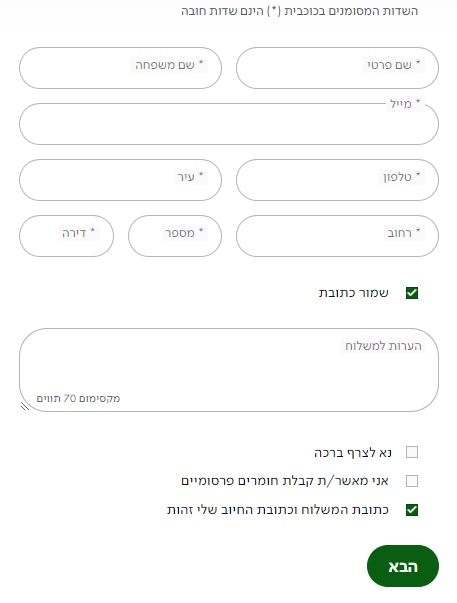 השדות המסומנים בכוכבית (*) הינם שדות חובה
* שם פרטי
* שם משפחה
* מייל
* טלפון
* עיר
* רחוב
* מספר
* דירה
שמור כתובת
הערות למשלוח
מקסימום 70 תווים
נא לצרף ברכה
אני מאשר/ת קבלת חומרים פרסומיים
כתובת המשלוח וכתובת החיוב שלי זהות
הבא